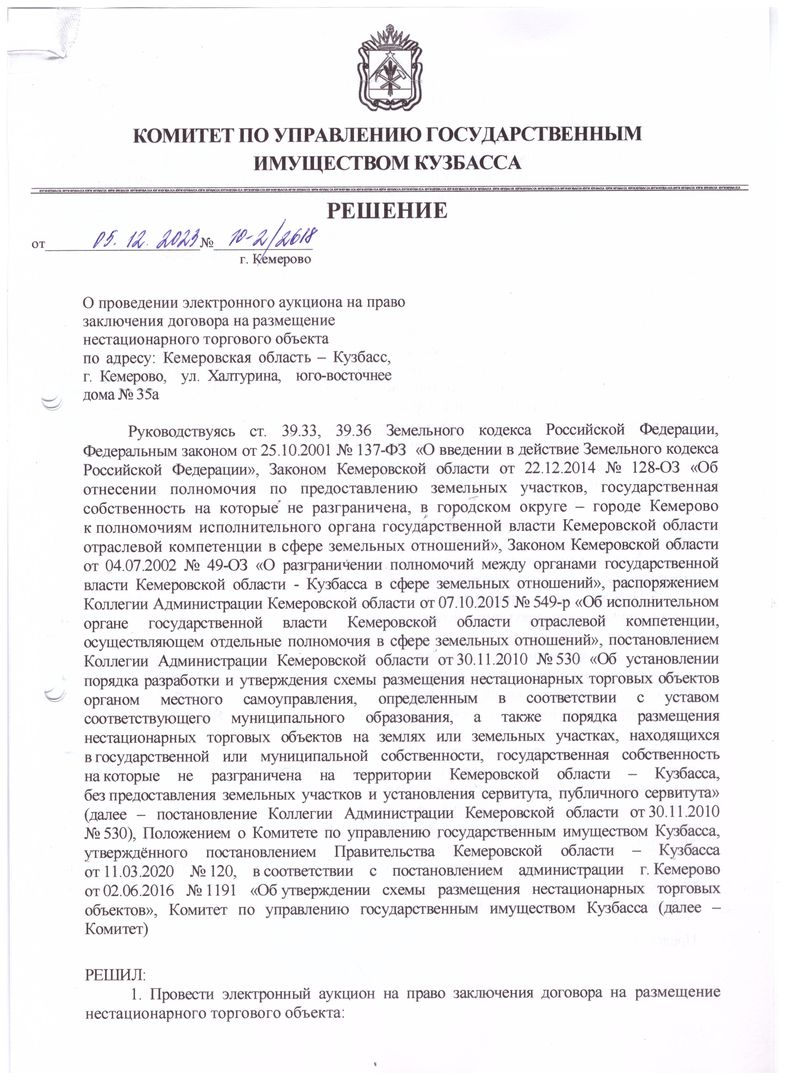 КОМИТЕТ ПО УПРАВЛЕНИЮ ГОСУДАРСТВЕННЫМ
ИМУЩЕСТВОМ КУЗБАССА
РЕШЕНИЕ
от 05.12.2023 № 10-2/2618
г. Кемерово
О проведении электронного аукциона на право
заключения договора на размещение
нестационарного торгового объекта
по адресу: Кемеровская область – Кузбасс,
г. Кемерово, ул. Халтурина, юго-восточнее
дома № 35а
Руководствуясь ст. 39.33, 39.36 Земельного кодекса Российской Федерации,
Федеральным законом от 25.10.2001 № 137-ФЗ «О введении в действие Земельного кодекса
Российской Федерации», Законом Кемеровской области от 22.12.2014 № 128-ОЗ «Об
отнесении полномочия по предоставлению земельных участков, государственная
собственность на которые не разграничена, в городском округе – городе Кемерово
к полномочиям исполнительного органа государственной власти Кемеровской области
отраслевой компетенции в сфере земельных отношений», Законом Кемеровской области
от 04.07.2002 № 49-ОЗ «О разграничении полномочий между органами государственной
власти Кемеровской области - Кузбасса в сфере земельных отношений», распоряжением
Коллегии Администрации Кемеровской области от 07.10.2015 № 549-р «Об исполнительном
органе государственной власти Кемеровской области отраслевой компетенции,
осуществляющем отдельные полномочия в сфере земельных отношений», постановлением
Коллегии Администрации Кемеровской области от 30.11.2010 № 530 «Об установлении
порядка разработки и утверждения схемы размещения нестационарных торговых объектов
органом местного самоуправления, определенным в соответствии с уставом
соответствующего муниципального образования, а также порядка размещения
нестационарных торговых объектов на землях или земельных участках, находящихся
в государственной или муниципальной собственности, государственная собственность
на которые не разграничена на территории Кемеровской области – Кузбасса,
без предоставления земельных участков и установления сервитута, публичного сервитута»
(далее – постановление Коллегии Администрации Кемеровской области от 30.11.2010
№ 530), Положением о Комитете по управлению государственным имуществом Кузбасса,
утверждённого постановлением Правительства Кемеровской области – Кузбасса
от 11.03.2020 № 120, в соответствии с постановлением администрации г. Кемерово
от 02.06.2016 № 1191 «Об утверждении схемы размещения нестационарных торговых
объектов», Комитет по управлению государственным имуществом Кузбасса (далее –
Комитет)
РЕШИЛ:
1. Провести электронный аукцион на право заключения договора на размещение
нестационарного торгового объекта: